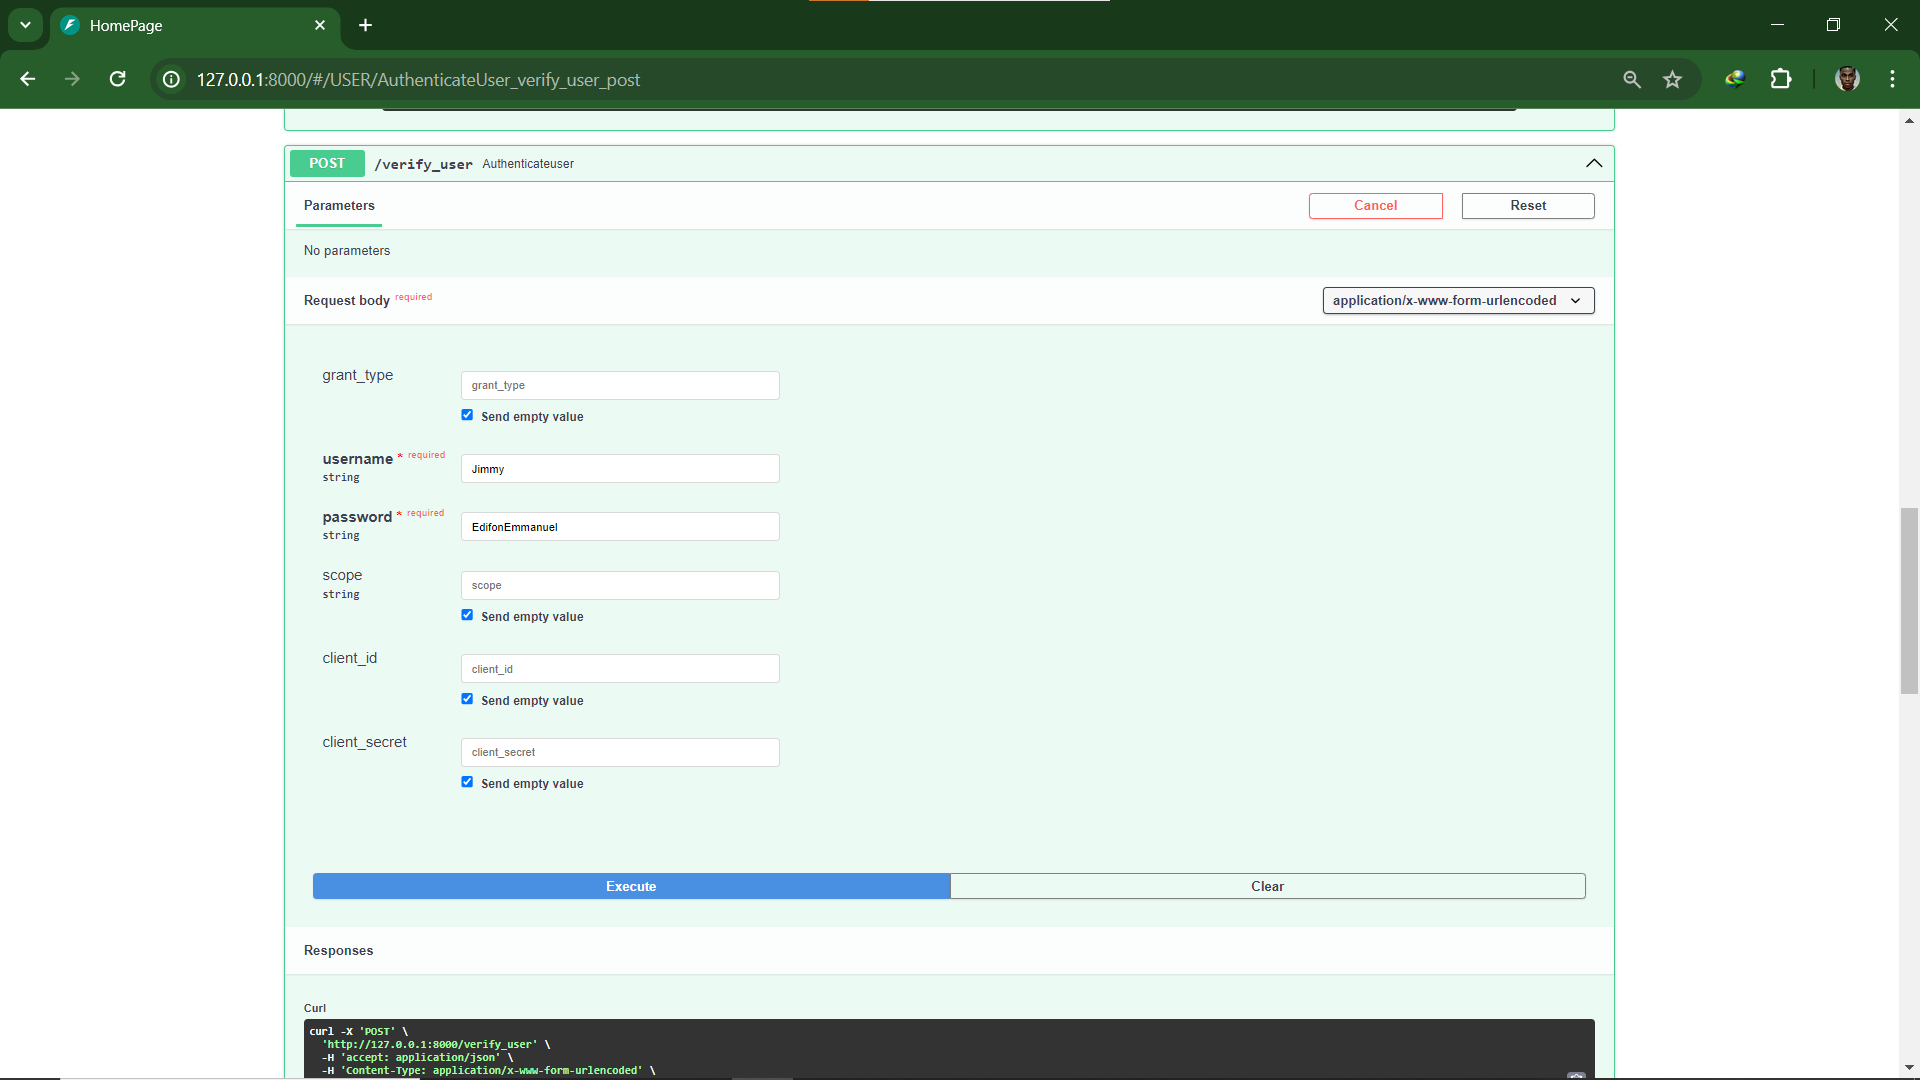 HomePage
127.0.0.1:8000/#/USER/AuthenticateUser_verify_user_post
POST /verify_user Authenticateuser
Parameters Cancel Reset
No parameters
Request body required application/x-www-form-urlencoded
grant_type grant_type
Send empty value
username * required
string Jimmy
password * required
string EdifonEmmanuel
scope scope
string
Send empty value
client_id client_id
Send empty value
client_secret client_secret
Send empty value
Execute Clear
Responses
Curl
curl -X 'POST' \
'http://127.0.0.1:8000/verify_user' \
-H 'accept: application/json' \
-H 'Content-Type: application/x-www-form-urlencoded' \